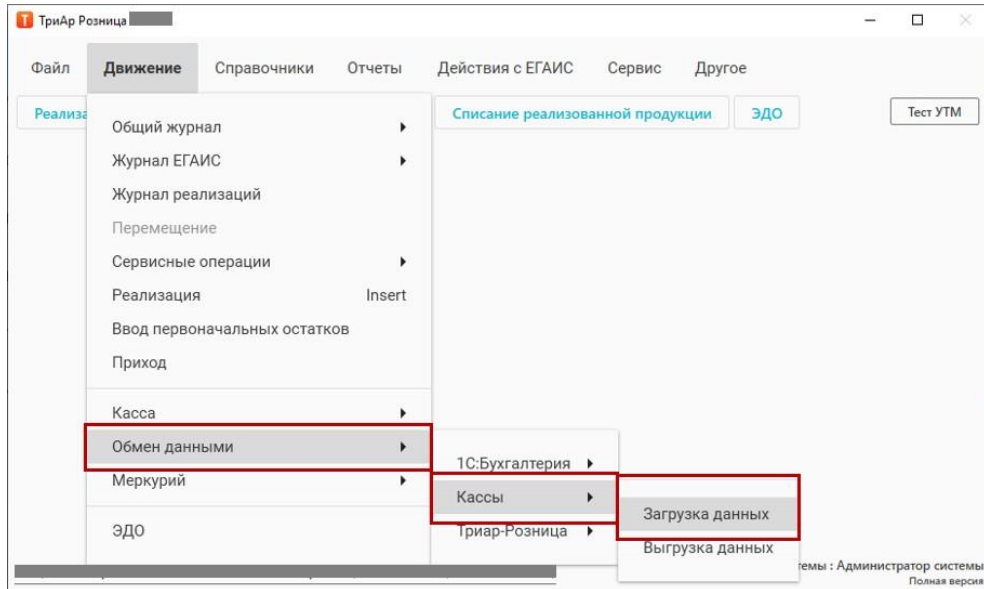 ТриАр Розница
Файл Движение Справочники Отчеты Действия с ЕГАИС Сервис Другое
Списание реализованной продукции ЭДО Тест УТМ
Общий журнал
Журнал ЕГАИС
Журнал реализаций
Перемещение
Сервисные операции
Реализация Insert
Ввод первоначальных остатков
Приход
Касса
Обмен данными
1С:Бухгалтерия
Меркурий
Кассы
Загрузка данных
ЭДО
Триар-Розница
Выгрузка данных
: Администратор системы
Полная версия